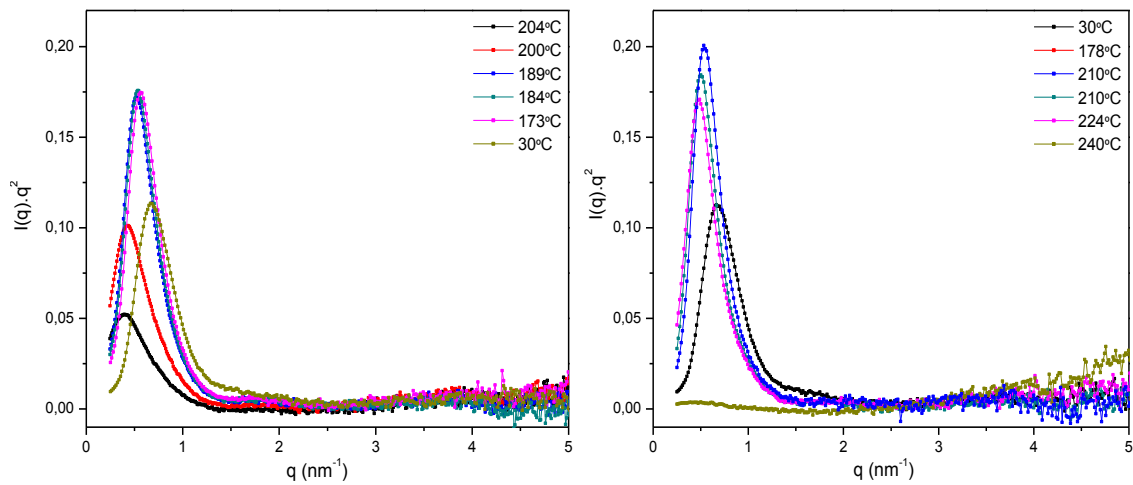 204ºC
200ºC
189ºC
184ºC
173ºC
30ºC
0,20
0,15
0,10
0,05
0,00
I(q).q²
0 1 2 3 4 5
q (nm⁻¹)
30ºC
178ºC
210ºC
210ºC
224ºC
240ºC
0,20
0,15
0,10
0,05
0,00
I(q).q²
0 1 2 3 4 5
q (nm⁻¹)